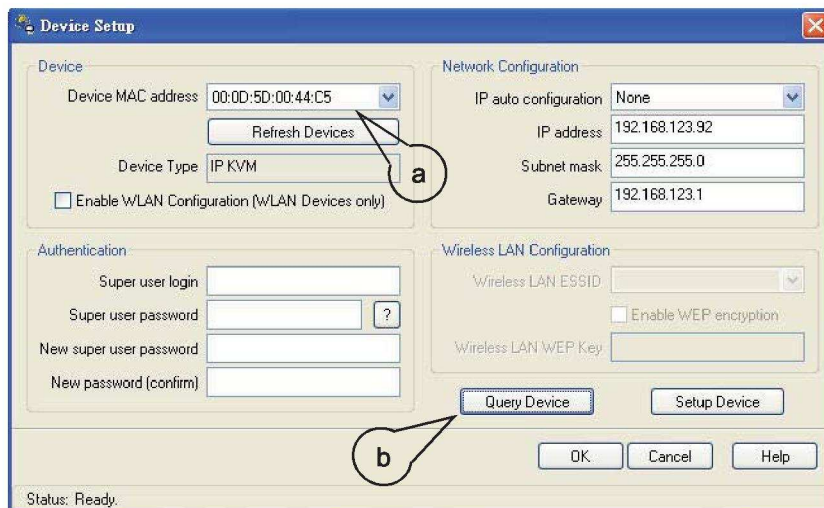 Device Setup
Device
Device MAC address 00:0D:5D:00:44:C5
Refresh Devices
Device Type IP KVM
Enable WLAN Configuration (WLAN Devices only)
a
Network Configuration
IP auto configuration None
IP address 192.168.123.92
Subnet mask 255.255.255.0
Gateway 192.168.123.1
Authentication
Super user login
Super user password ?
New super user password
New password (confirm)
Wireless LAN Configuration
Wireless LAN ESSID
Enable WEP encryption
Wireless LAN WEP Key
Query Device Setup Device
b
OK Cancel Help
Status: Ready.